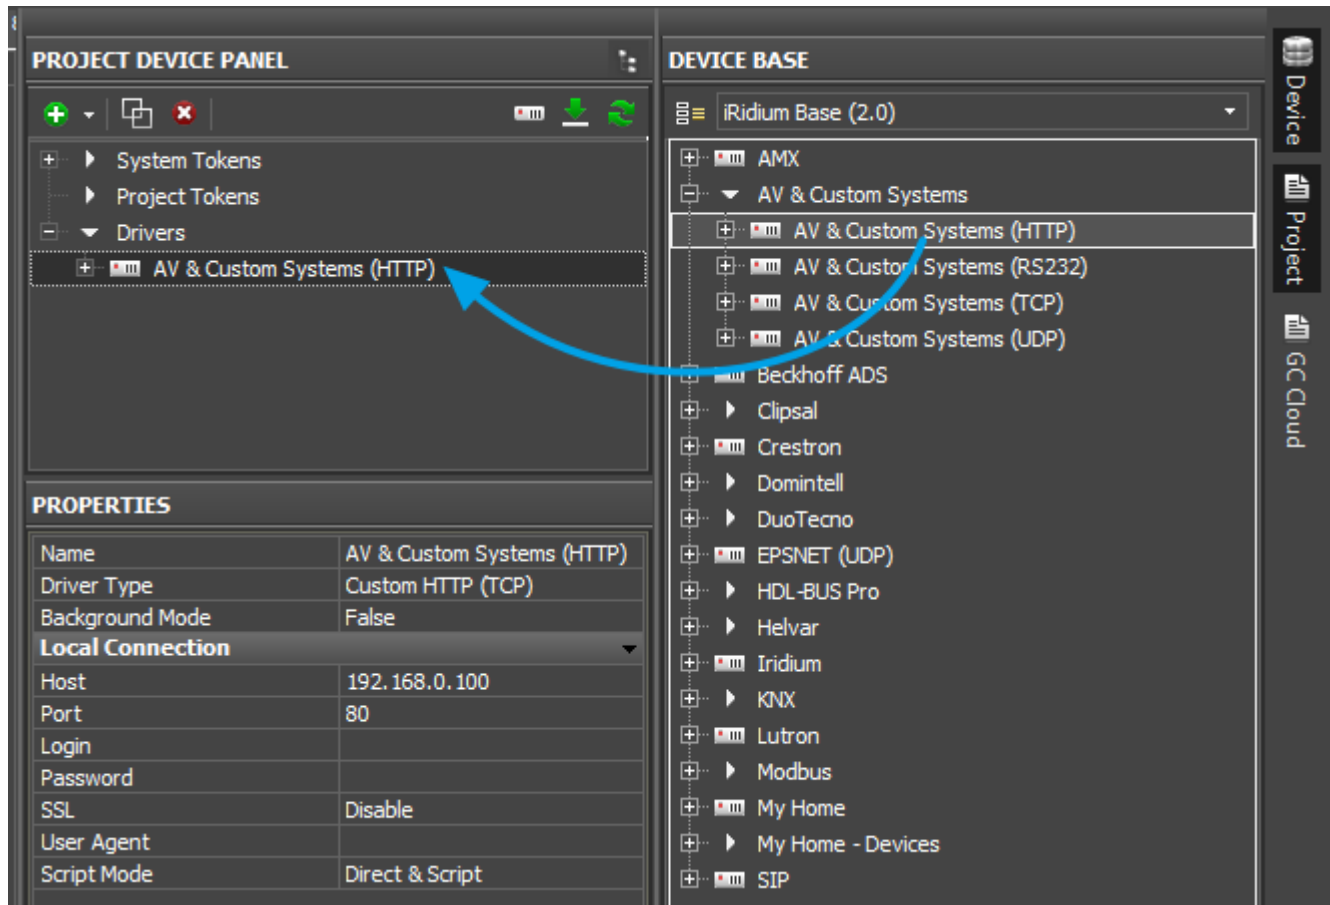 PROJECT DEVICE PANEL
System Tokens
Project Tokens
Drivers
AV & Custom Systems (HTTP)
PROPERTIES
Name AV & Custom Systems (HTTP)
Driver Type Custom HTTP (TCP)
Background Mode False
Local Connection
Host 192.168.0.100
Port 80
Login
Password
SSL Disable
User Agent
Script Mode Direct & Script
DEVICE BASE
iRidium Base (2.0)
AMX
AV & Custom Systems
AV & Custom Systems (HTTP)
AV & Custom Systems (RS232)
AV & Custom Systems (TCP)
AV & Custom Systems (UDP)
Beckhoff ADS
Clipsal
Crestron
Domintell
DuoTecno
EPSNET (UDP)
HDL-BUS Pro
Helvar
Iridium
KNX
Lutron
Modbus
My Home
My Home - Devices
SIP
Device
Project
GC Cloud